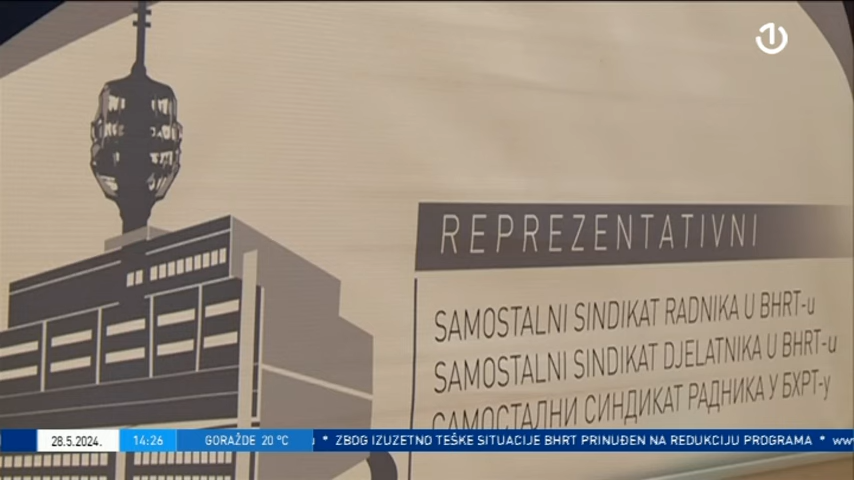 REPREZENTATIVNI
SAMOSTALNI SINDIKAT RADNIKA U BHRT-u
SAMOSTALNI SINDIKAT DJELATNIKA U BHRT-u
САМОСТАЛНИ СИНДИКАТ РАДНИКА У БХРТ-у
28.5.2024. 14:26 GORAŽDE 20 °C * ZBOG IZUZETNO TEŠKE SITUACIJE BHRT PRINUĐEN NA REDUKCIJU PROGRAMA * www